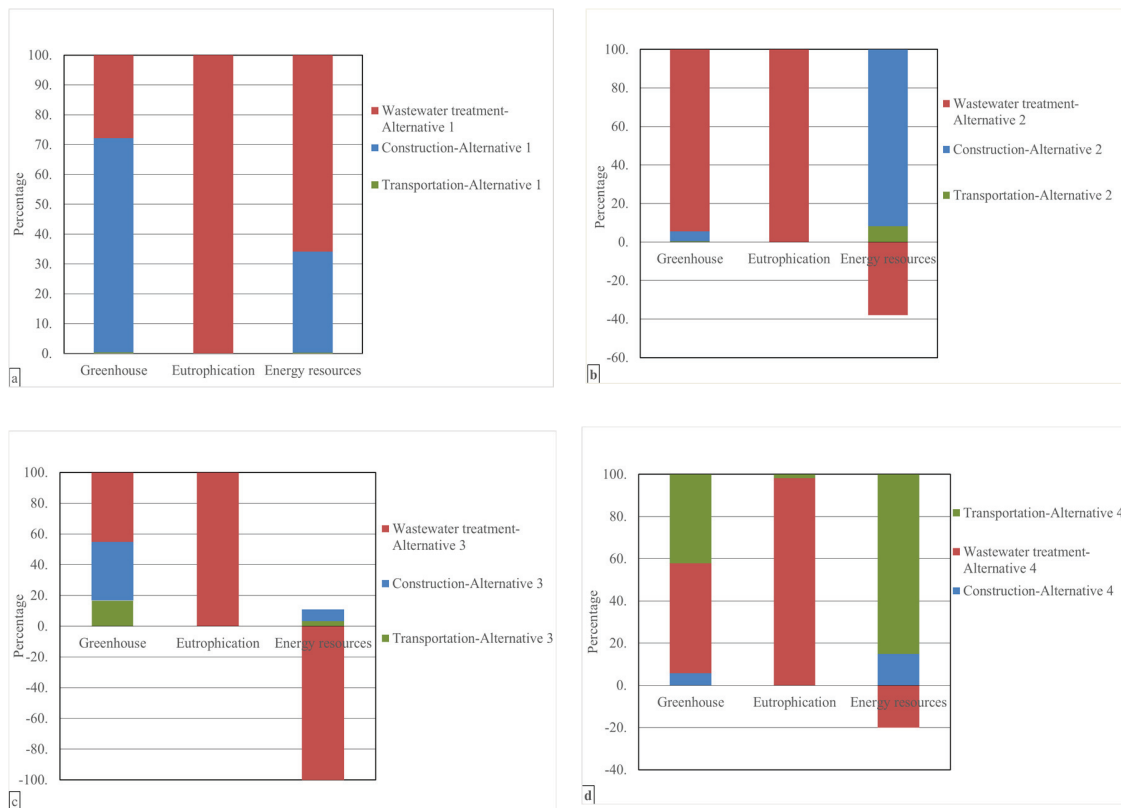 100.
90.
80.
70.
60.
50.
40.
30.
20.
10.
0.
Percentage
Greenhouse
Eutrophication
Energy resources
Wastewater treatment-
Alternative 1
Construction-Alternative 1
Transportation-Alternative 1
a
100.
80.
60.
40.
20.
0.
-20.
-40.
-60.
Percentage
Greenhouse
Eutrophication
Energy resources
Wastewater treatment-
Alternative 2
Construction-Alternative 2
Transportation-Alternative 2
b
100.
80.
60.
40.
20.
0.
-20.
-40.
-60.
-80.
-100.
Percentage
Greenhouse
Eutrophication
Energy resources
Wastewater treatment-
Alternative 3
Construction-Alternative 3
Transportation-Alternative 3
c
100.
80.
60.
40.
20.
0.
-20.
-40.
Percentage
Greenhouse
Eutrophication
Energy resources
Transportation-Alternative 4
Wastewater treatment-
Alternative 4
Construction-Alternative 4
d